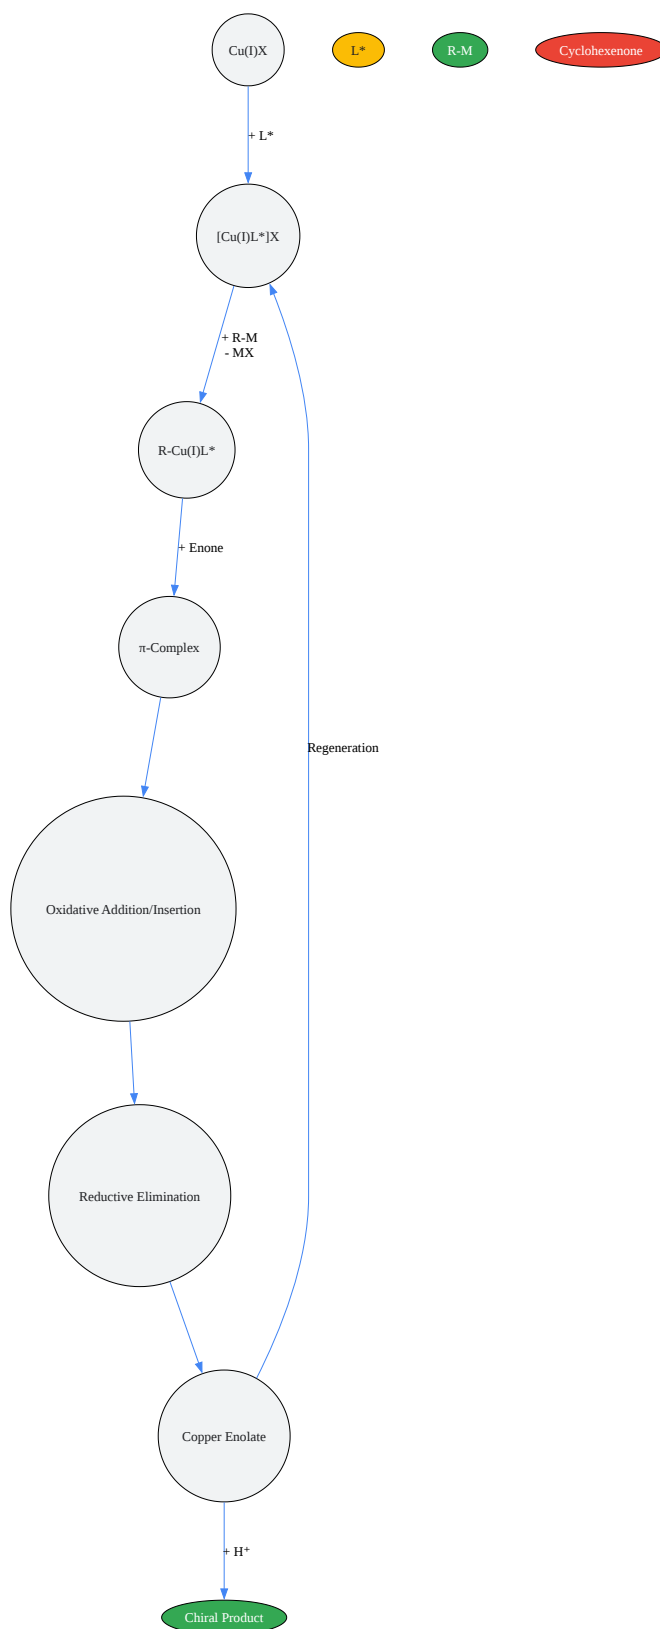 Cu(I)X
L*
R-M
Cyclohexenone
+ L*
[Cu(I)L*]X
+ R-M
- MX
R-Cu(I)L*
+ Enone
π-Complex
Regeneration
Oxidative Addition/Insertion
Reductive Elimination
Copper Enolate
+ H⁺
Chiral Product